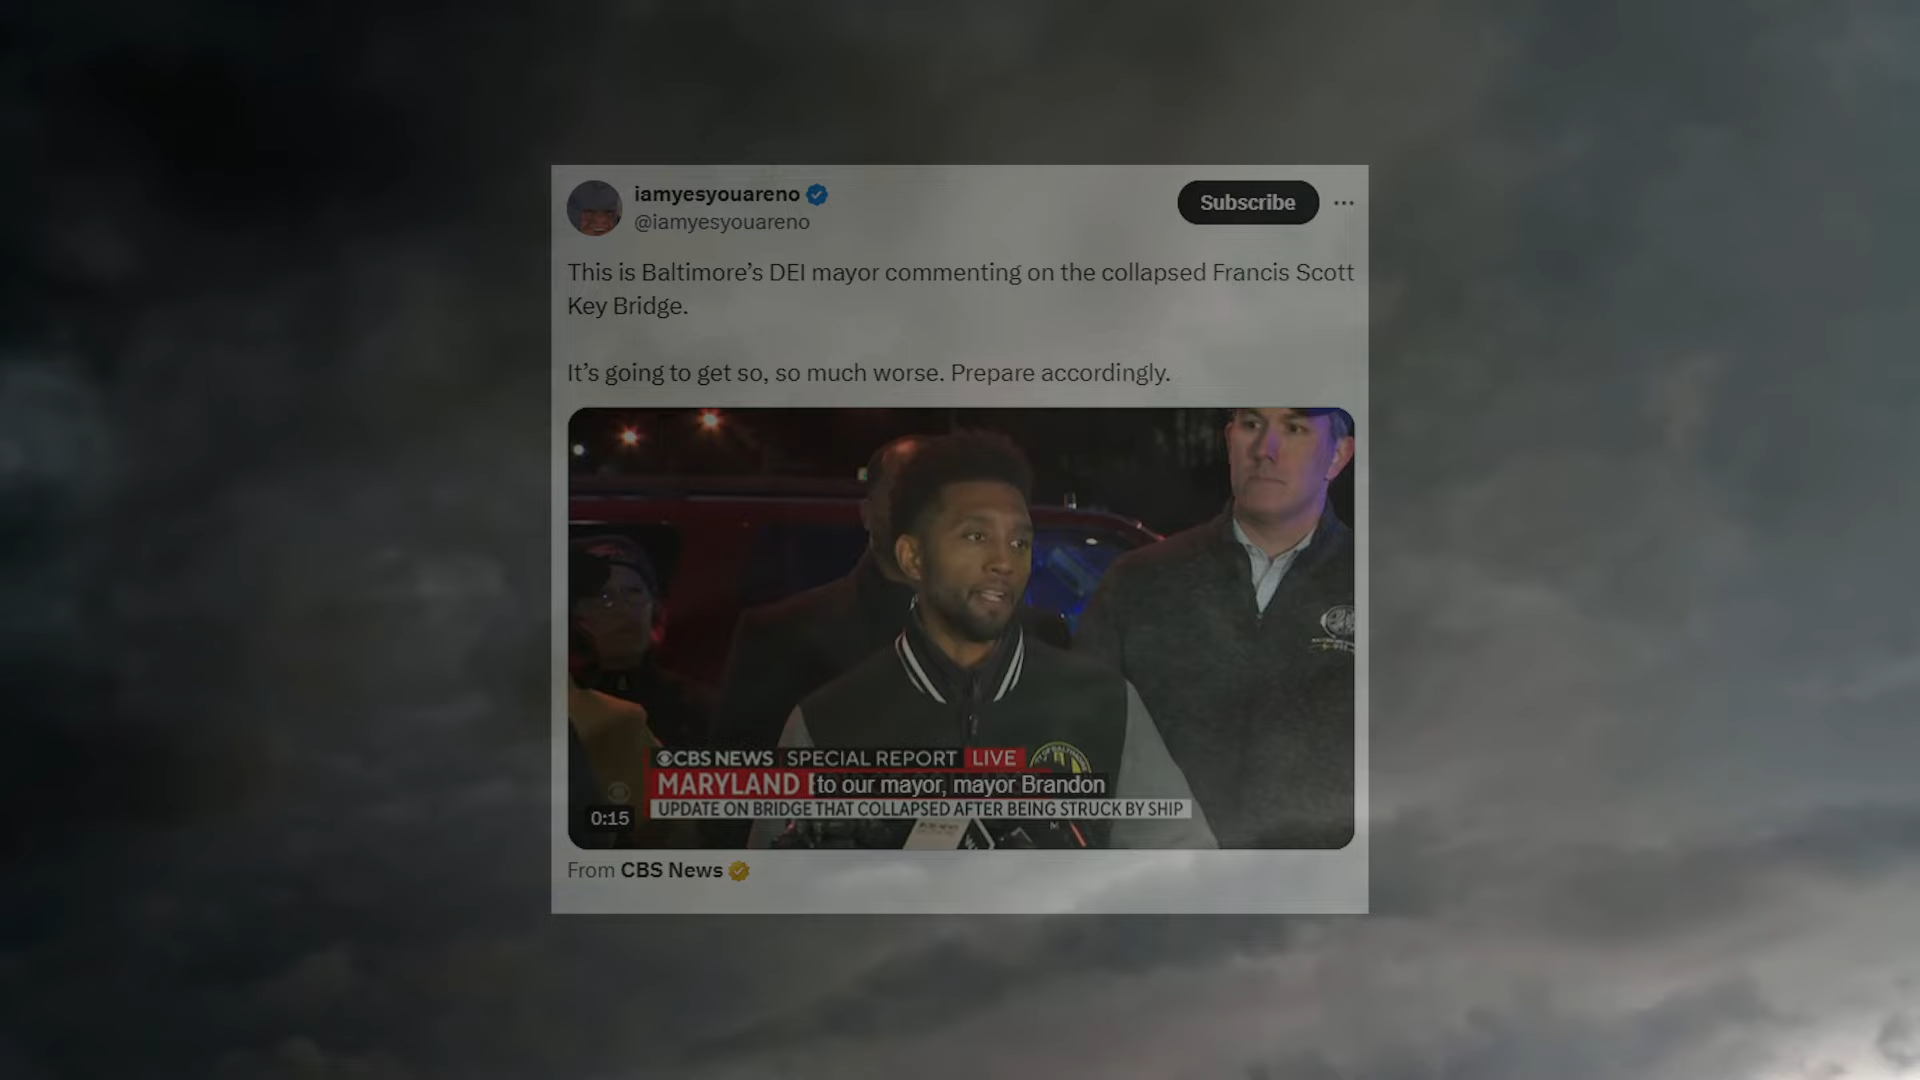 iamyesyouareno
@iamyesyouareno
Subscribe
This is Baltimore’s DEI mayor commenting on the collapsed Francis Scott
Key Bridge.
It’s going to get so, so much worse. Prepare accordingly.
CBS NEWS SPECIAL REPORT LIVE
MARYLAND
to our mayor, mayor Brandon
UPDATE ON BRIDGE THAT COLLAPSED AFTER BEING STRUCK BY SHIP
0:15
From CBS News